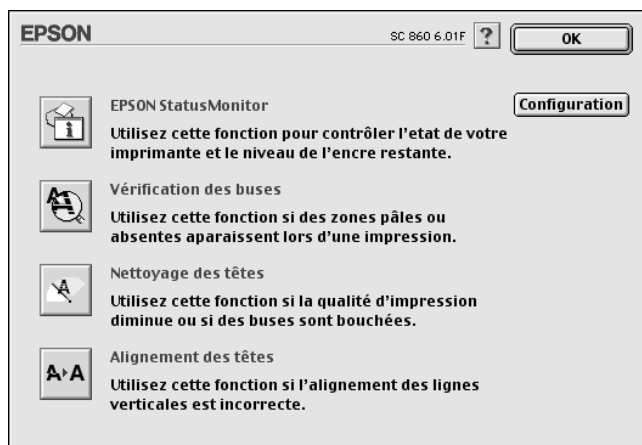 EPSON
SC 860 6.01F
?
OK
EPSON StatusMonitor
Configuration
Utilisez cette fonction pour contrôler l'etat de votre
imprimante et le niveau de l'encre restante.
Vérification des buses
Utilisez cette fonction si des zones pâles ou
absentes aparaissent lors d'une impression.
Nettoyage des têtes
Utilisez cette fonction si la qualité d'impression
diminue ou si des buses sont bouchées.
Alignement des têtes
A▸A
Utilisez cette fonction si l'alignement des lignes
verticales est incorrecte.